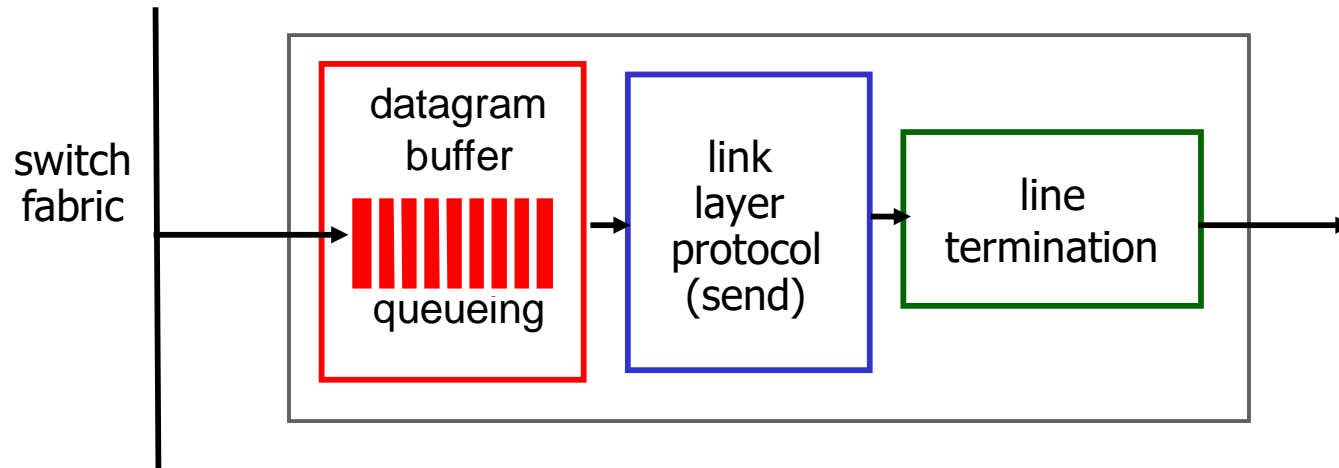 switch
fabric
datagram
buffer
queueing
link
layer
protocol
(send)
line
termination